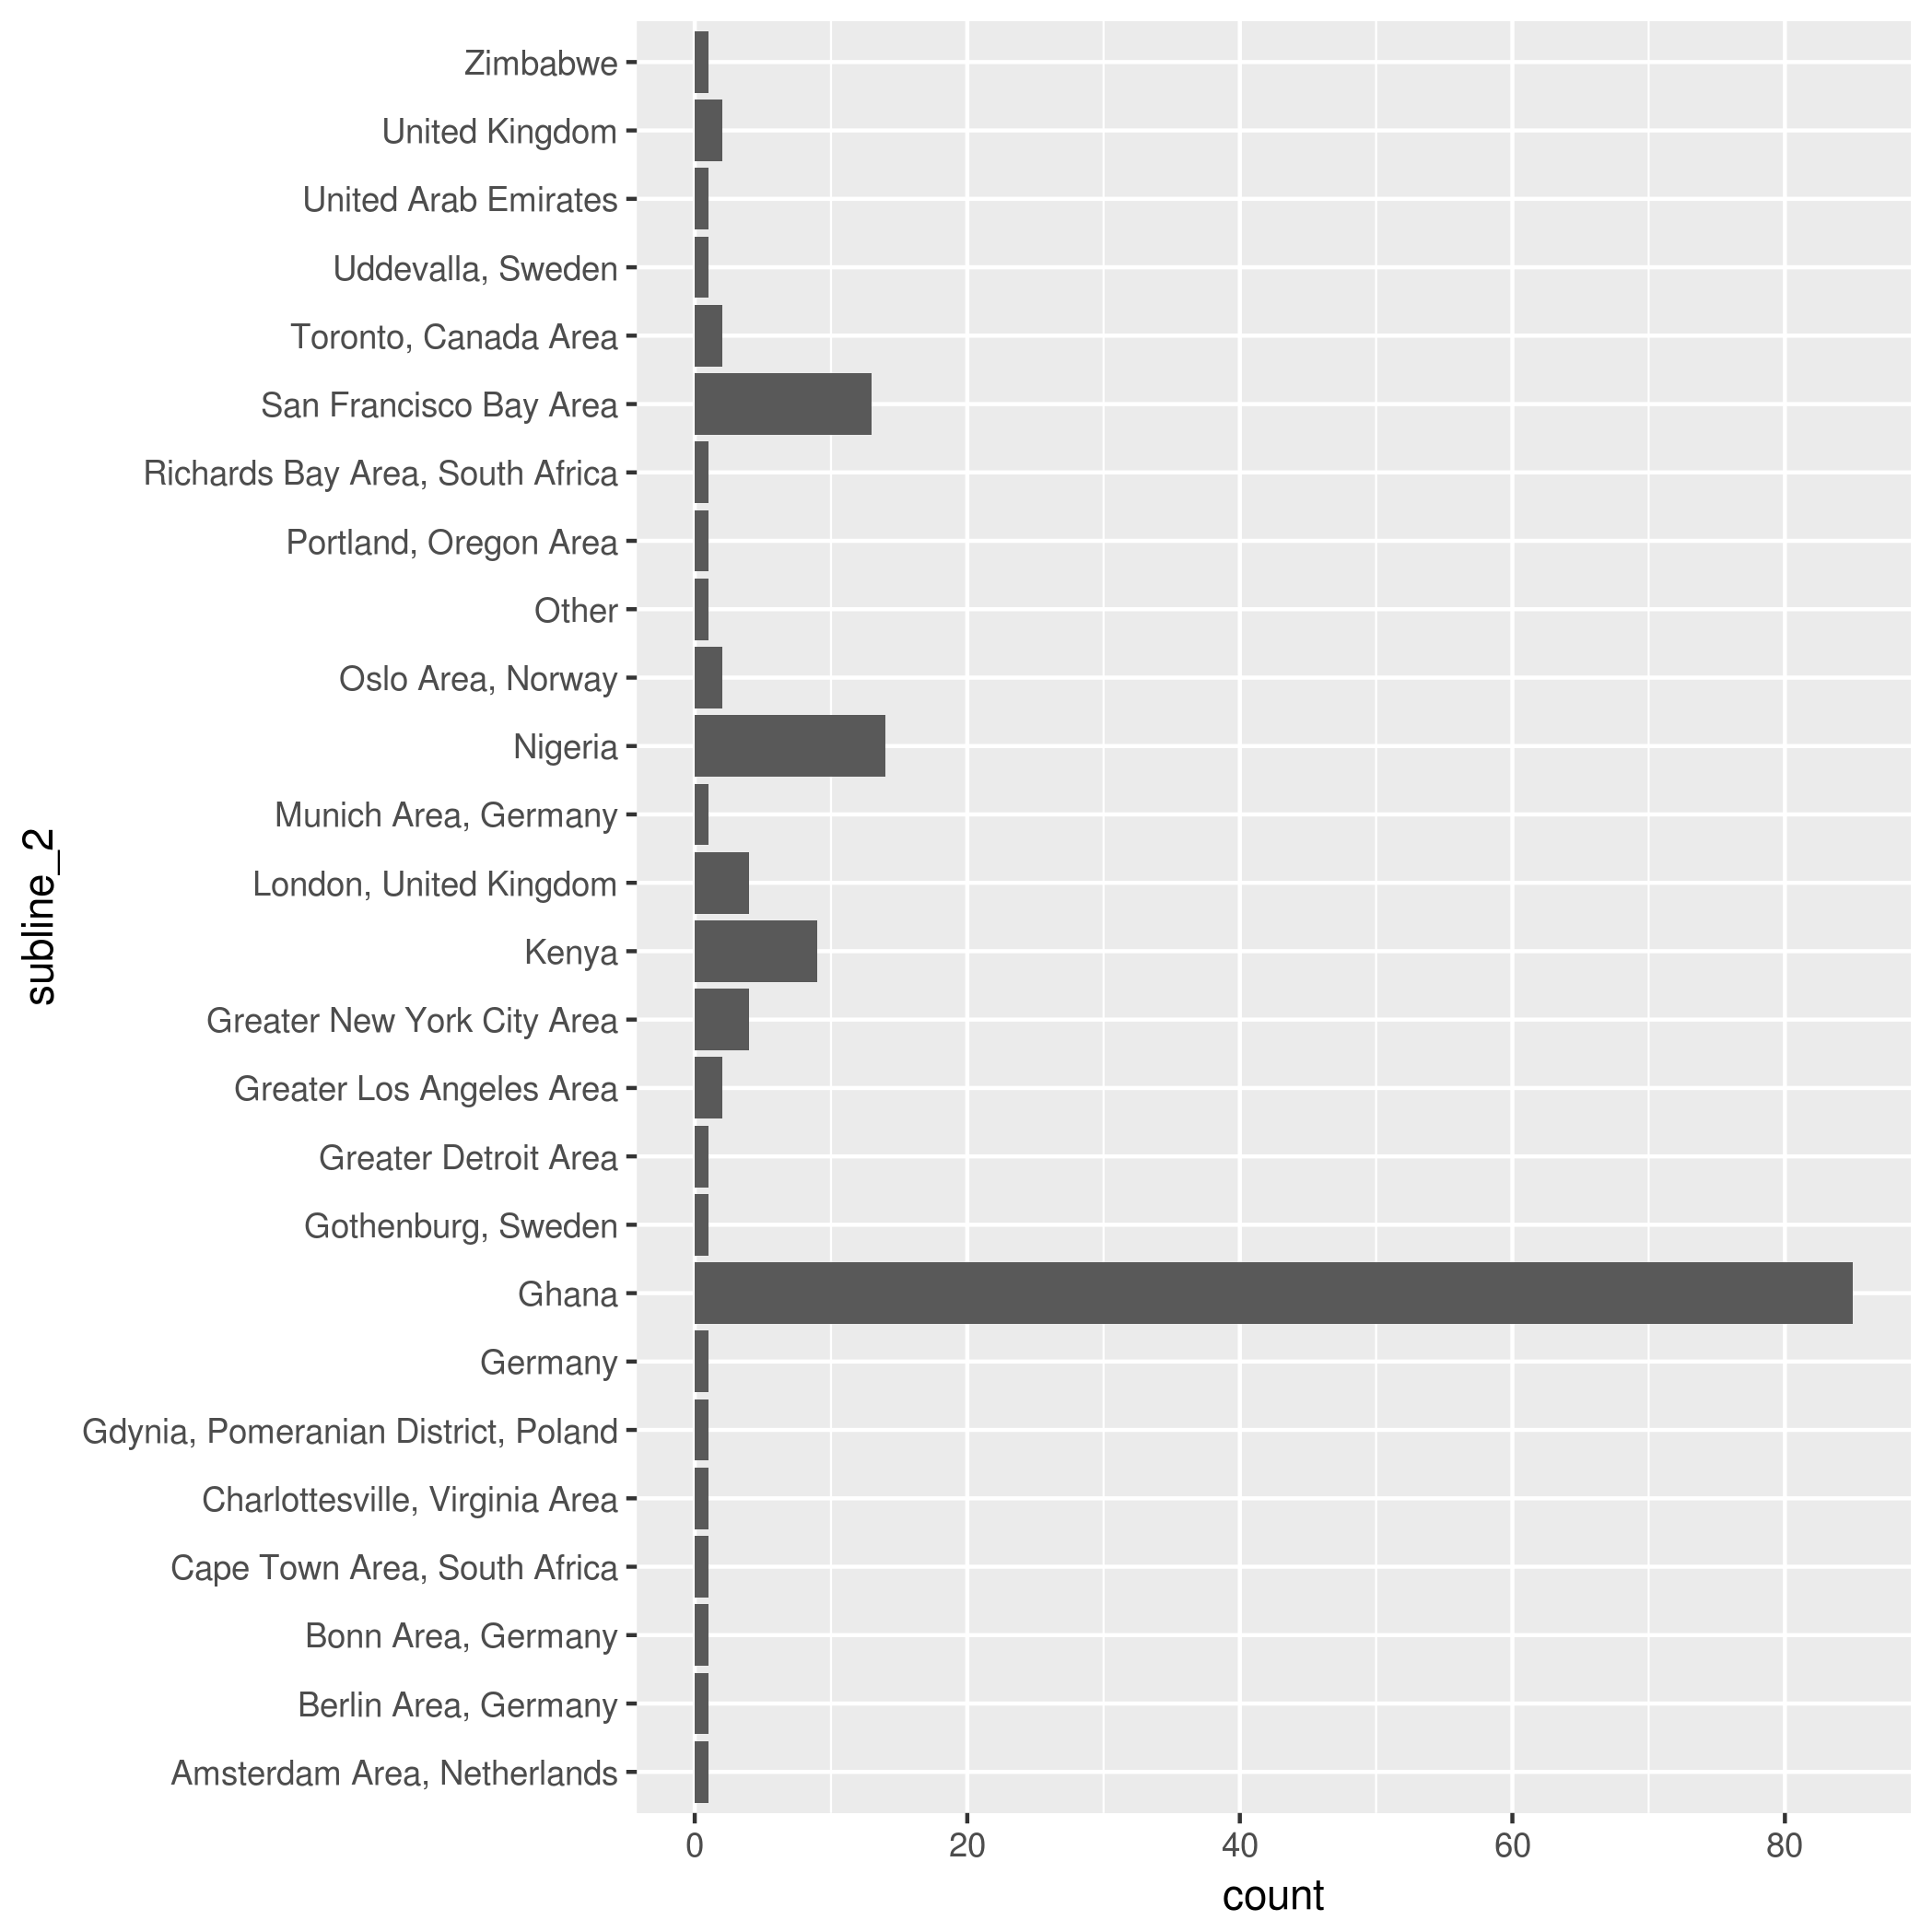 Zimbabwe
United Kingdom
United Arab Emirates
Uddevalla, Sweden
Toronto, Canada Area
San Francisco Bay Area
Richards Bay Area, South Africa
Portland, Oregon Area
Other
Oslo Area, Norway
Nigeria
Munich Area, Germany
London, United Kingdom
Kenya
Greater New York City Area
Greater Los Angeles Area
Greater Detroit Area
Gothenburg, Sweden
Ghana
Germany
Gdynia, Pomeranian District, Poland
Charlottesville, Virginia Area
Cape Town Area, South Africa
Bonn Area, Germany
Berlin Area, Germany
Amsterdam Area, Netherlands
subline_2
0 20 40 60 80
count